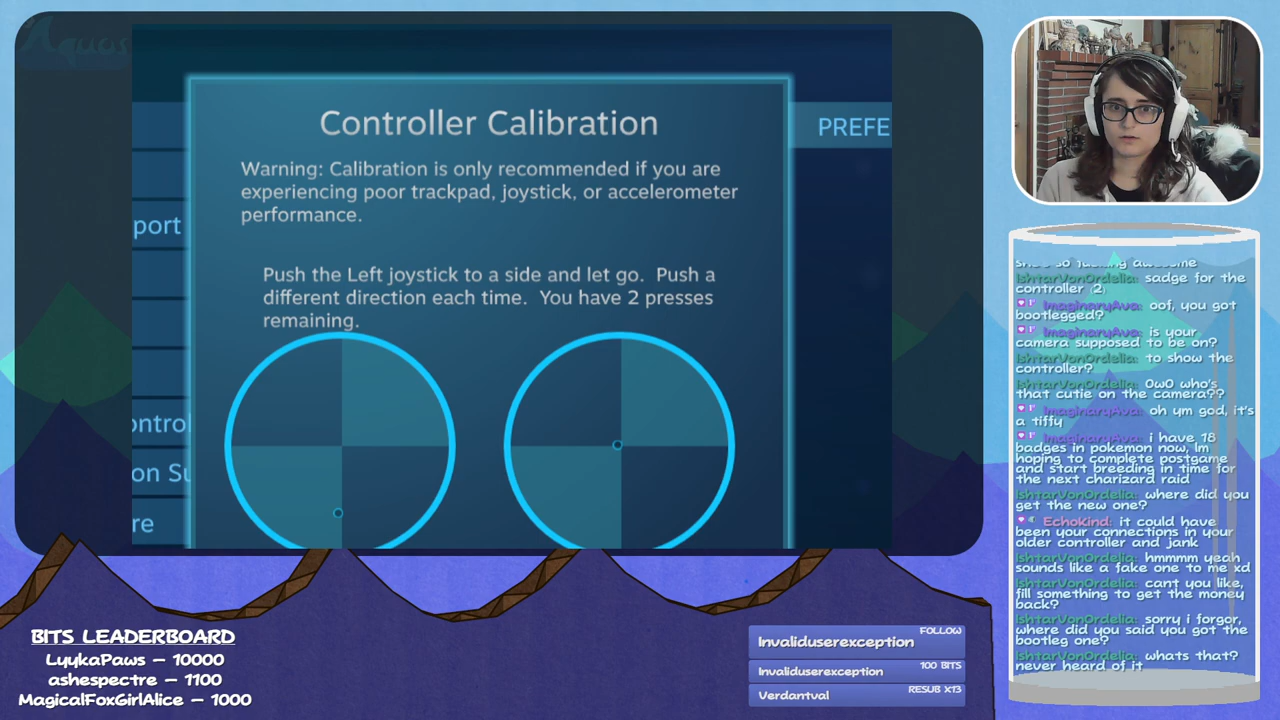 Aquas
Controller Calibration
PREFE
Warning: Calibration is only recommended if you are
experiencing poor trackpad, joystick, or accelerometer
performance.
port
Push the Left joystick to a side and let go. Push a
different direction each time. You have 2 presses
remaining.
ontrol
on Su
re
BITS LEADERBOARD
LyykaPaws – 10000
ashespectre – 1100
MagicalFoxGirlAlice – 1000
FOLLOW
Invaliduserexception
100 BITS
Invaliduserexception
RESUB X13
Verdantval
she's so fucking awesome
IshtarVonOrdelia: sadge for the
controller :(2)
ImaginaryAva: oof, you got
bootlegged?
ImaginaryAva: is your
camera supposed to be on?
IshtarVonOrdelia: to show the
controller?
IshtarVonOrdelia: OwO who's
that cutie on the camera??
ImaginaryAva: oh ym god, it's
a tiffy
ImaginaryAva: i have 18
badges in pokemon now, Im
hoping to complete postgame
and start breeding in time for
the next charizard raid
IshtarVonOrdelia: where did you
get the new one?
EchoKind: it could have
been your connections in your
older controller and jank
IshtarVonOrdelia: hmmmm yeah
sounds like a fake one to me xd
IshtarVonOrdelia: cant you like,
fill something to get the money
back?
IshtarVonOrdelia: sorry i forgor,
where did you said you got the
bootleg one?
IshtarVonOrdelia: whats that?
never heard of it